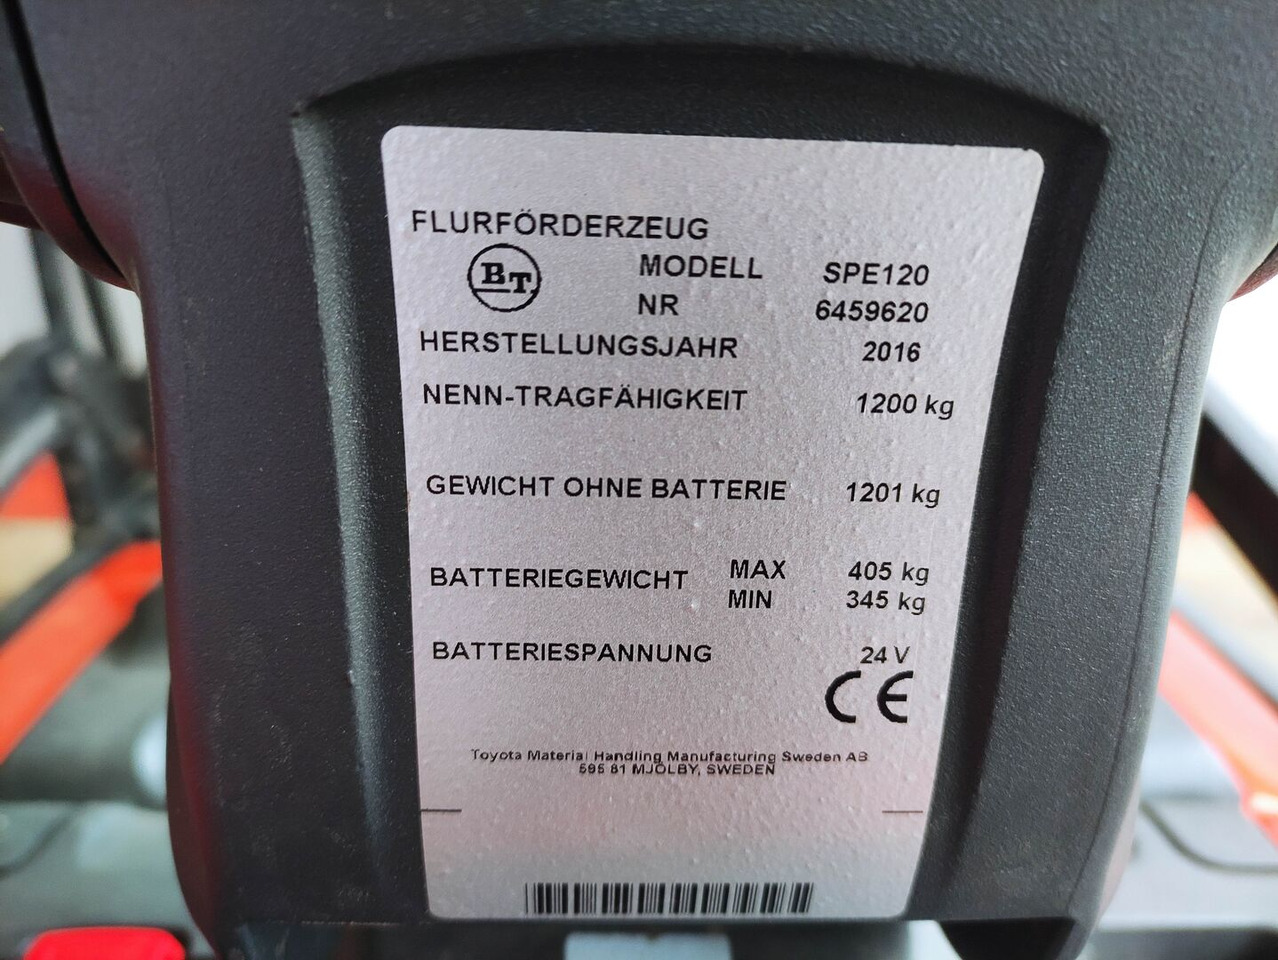 FLURFÖRDERZEUG
BT MODELL SPE120
NR 6459620
HERSTELLUNGSJAHR 2016
NENN-TRAGFÄHIGKEIT 1200 kg
GEWICHT OHNE BATTERIE 1201 kg
BATTERIEGEWICHT MAX 405 kg
MIN 345 kg
BATTERIESPANNUNG 24 V
CE
Toyota Material Handling Manufacturing Sweden AB
595 81 MJÖLBY, SWEDEN